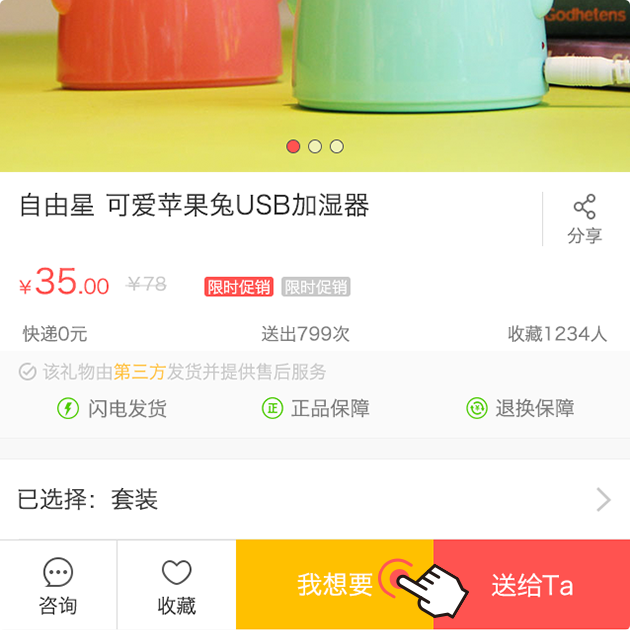 Godhetens
自由星 可爱苹果兔USB加湿器
分享
¥35.00 ¥78 限时促销 限时促销
快递0元 送出799次 收藏1234人
该礼物由第三方发货并提供售后服务
闪电发货 正 正品保障 退换保障
已选择：套装
咨询 收藏 我想要 送给Ta